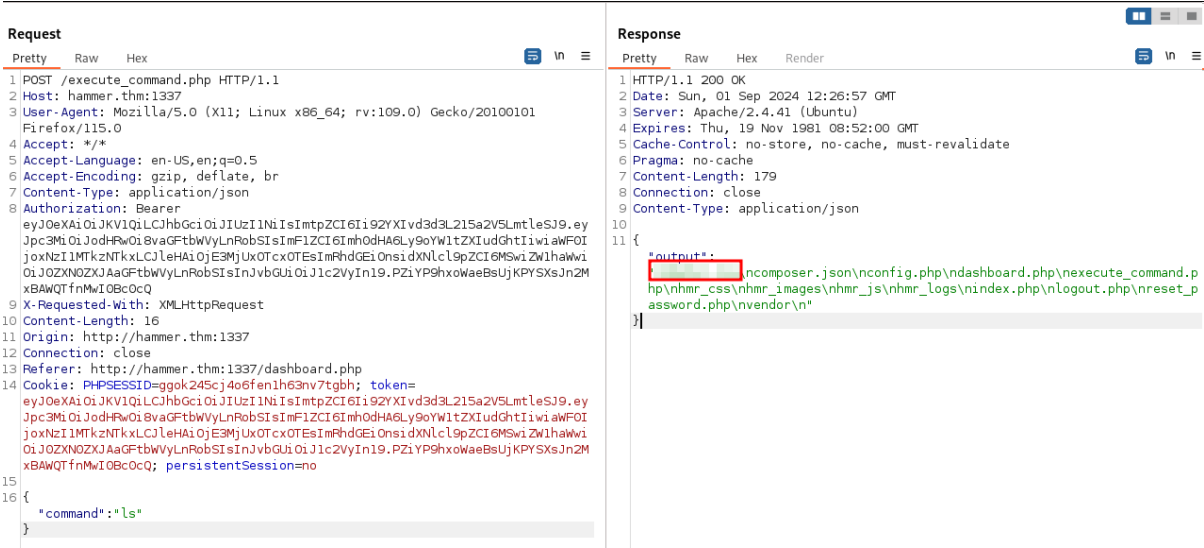 Request
Pretty Raw Hex \n
1 POST /execute_command.php HTTP/1.1
2 Host: hammer.thm:1337
3 User-Agent: Mozilla/5.0 (X11; Linux x86_64; rv:109.0) Gecko/20100101
Firefox/115.0
4 Accept: */*
5 Accept-Language: en-US,en;q=0.5
6 Accept-Encoding: gzip, deflate, br
7 Content-Type: application/json
8 Authorization: Bearer
eyJ0eXAiOiJKV1QiLCJhbGciOiJIUzI1NiIsImtpZCI6Ii92YXIvd3d3L215a2V5LmtleSJ9.ey
Jpc3MiOiJodHRwOi8vaGFtbWVyLnRobSIsImF1ZCI6Imh0dHA6Ly9oYW1tZXIudGhtIiwiaWF0I
joxNzI1MTkzNTkxLCJleHAiOjE3MjUxOTcxOTEsImRhdGEiOnsidXNlcl9pZCI6MSwiZW1haWwi
OiJ0ZXN0ZXJAaGFtbWVyLnRobSIsInJvbGUiOiJ1c2VyIn19.PZiYP9hxoWaeBsUjKPYSXsJn2M
xBAWQTfnMwI0BcOcQ
9 X-Requested-With: XMLHttpRequest
10 Content-Length: 16
11 Origin: http://hammer.thm:1337
12 Connection: close
13 Referer: http://hammer.thm:1337/dashboard.php
14 Cookie: PHPSESSID=ggok245cj4o6fen1h63nv7tgbh; token=
eyJ0eXAiOiJKV1QiLCJhbGciOiJIUzI1NiIsImtpZCI6Ii92YXIvd3d3L215a2V5LmtleSJ9.ey
Jpc3MiOiJodHRwOi8vaGFtbWVyLnRobSIsImF1ZCI6Imh0dHA6Ly9oYW1tZXIudGhtIiwiaWF0I
joxNzI1MTkzNTkxLCJleHAiOjE3MjUxOTcxOTEsImRhdGEiOnsidXNlcl9pZCI6MSwiZW1haWwi
OiJ0ZXN0ZXJAaGFtbWVyLnRobSIsInJvbGUiOiJ1c2VyIn19.PZiYP9hxoWaeBsUjKPYSXsJn2M
xBAWQTfnMwI0BcOcQ; persistentSession=no
15
16 {
"command":"ls"
}
Response
Pretty Raw Hex Render \n
1 HTTP/1.1 200 OK
2 Date: Sun, 01 Sep 2024 12:26:57 GMT
3 Server: Apache/2.4.41 (Ubuntu)
4 Expires: Thu, 19 Nov 1981 08:52:00 GMT
5 Cache-Control: no-store, no-cache, must-revalidate
6 Pragma: no-cache
7 Content-Length: 179
8 Connection: close
9 Content-Type: application/json
10
11 {
"output":
\ncomposer.json\nconfig.php\ndashboard.php\nexecute_command.p
hp\nhmr_css\nhmr_images\nhmr_js\nhmr_logs\nindex.php\nlogout.php\nreset_p
assword.php\nvendor\n"
}